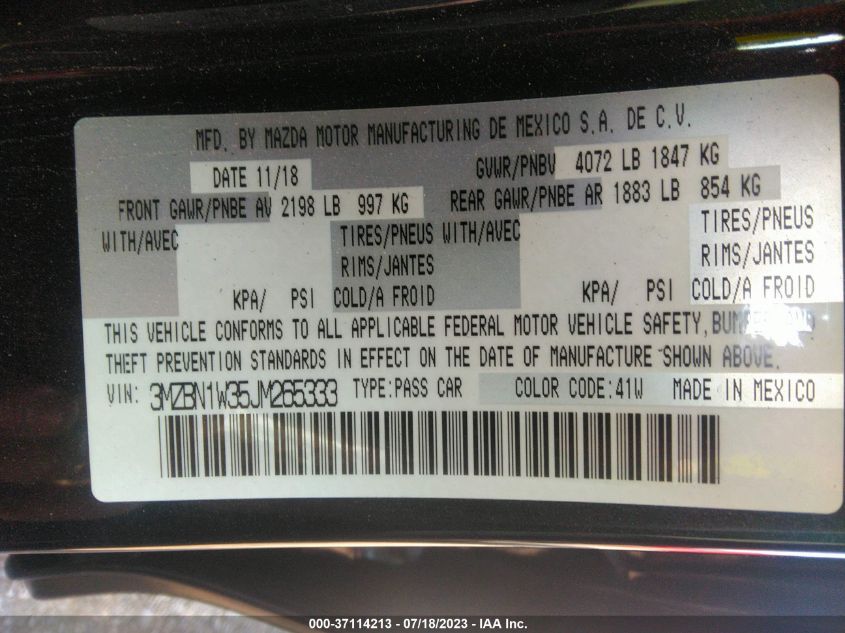 MFD. BY MAZDA MOTOR MANUFACTURING DE MEXICO S.A. DE C.V.
DATE 11/18 GVWR/PNBV 4072 LB 1847 KG
FRONT GAWR/PNBE AV 2198 LB 997 KG REAR GAWR/PNBE AR 1883 LB 854 KG
WITH/AVEC TIRES/PNEUS WITH/AVEC TIRES/PNEUS
RIMS/JANTES RIMS/JANTES
KPA/ PSI COLD/A FROID KPA/ PSI COLD/A FROID
THIS VEHICLE CONFORMS TO ALL APPLICABLE FEDERAL MOTOR VEHICLE SAFETY,
THEFT PREVENTION STANDARDS IN EFFECT ON THE DATE OF MANUFACTURE SHOWN ABOVE.
VIN: 3MZBN1W35JM265333 TYPE:PASS CAR COLOR CODE:41W MADE IN MEXICO
000-37114213 - 07/18/2023 - IAA Inc.